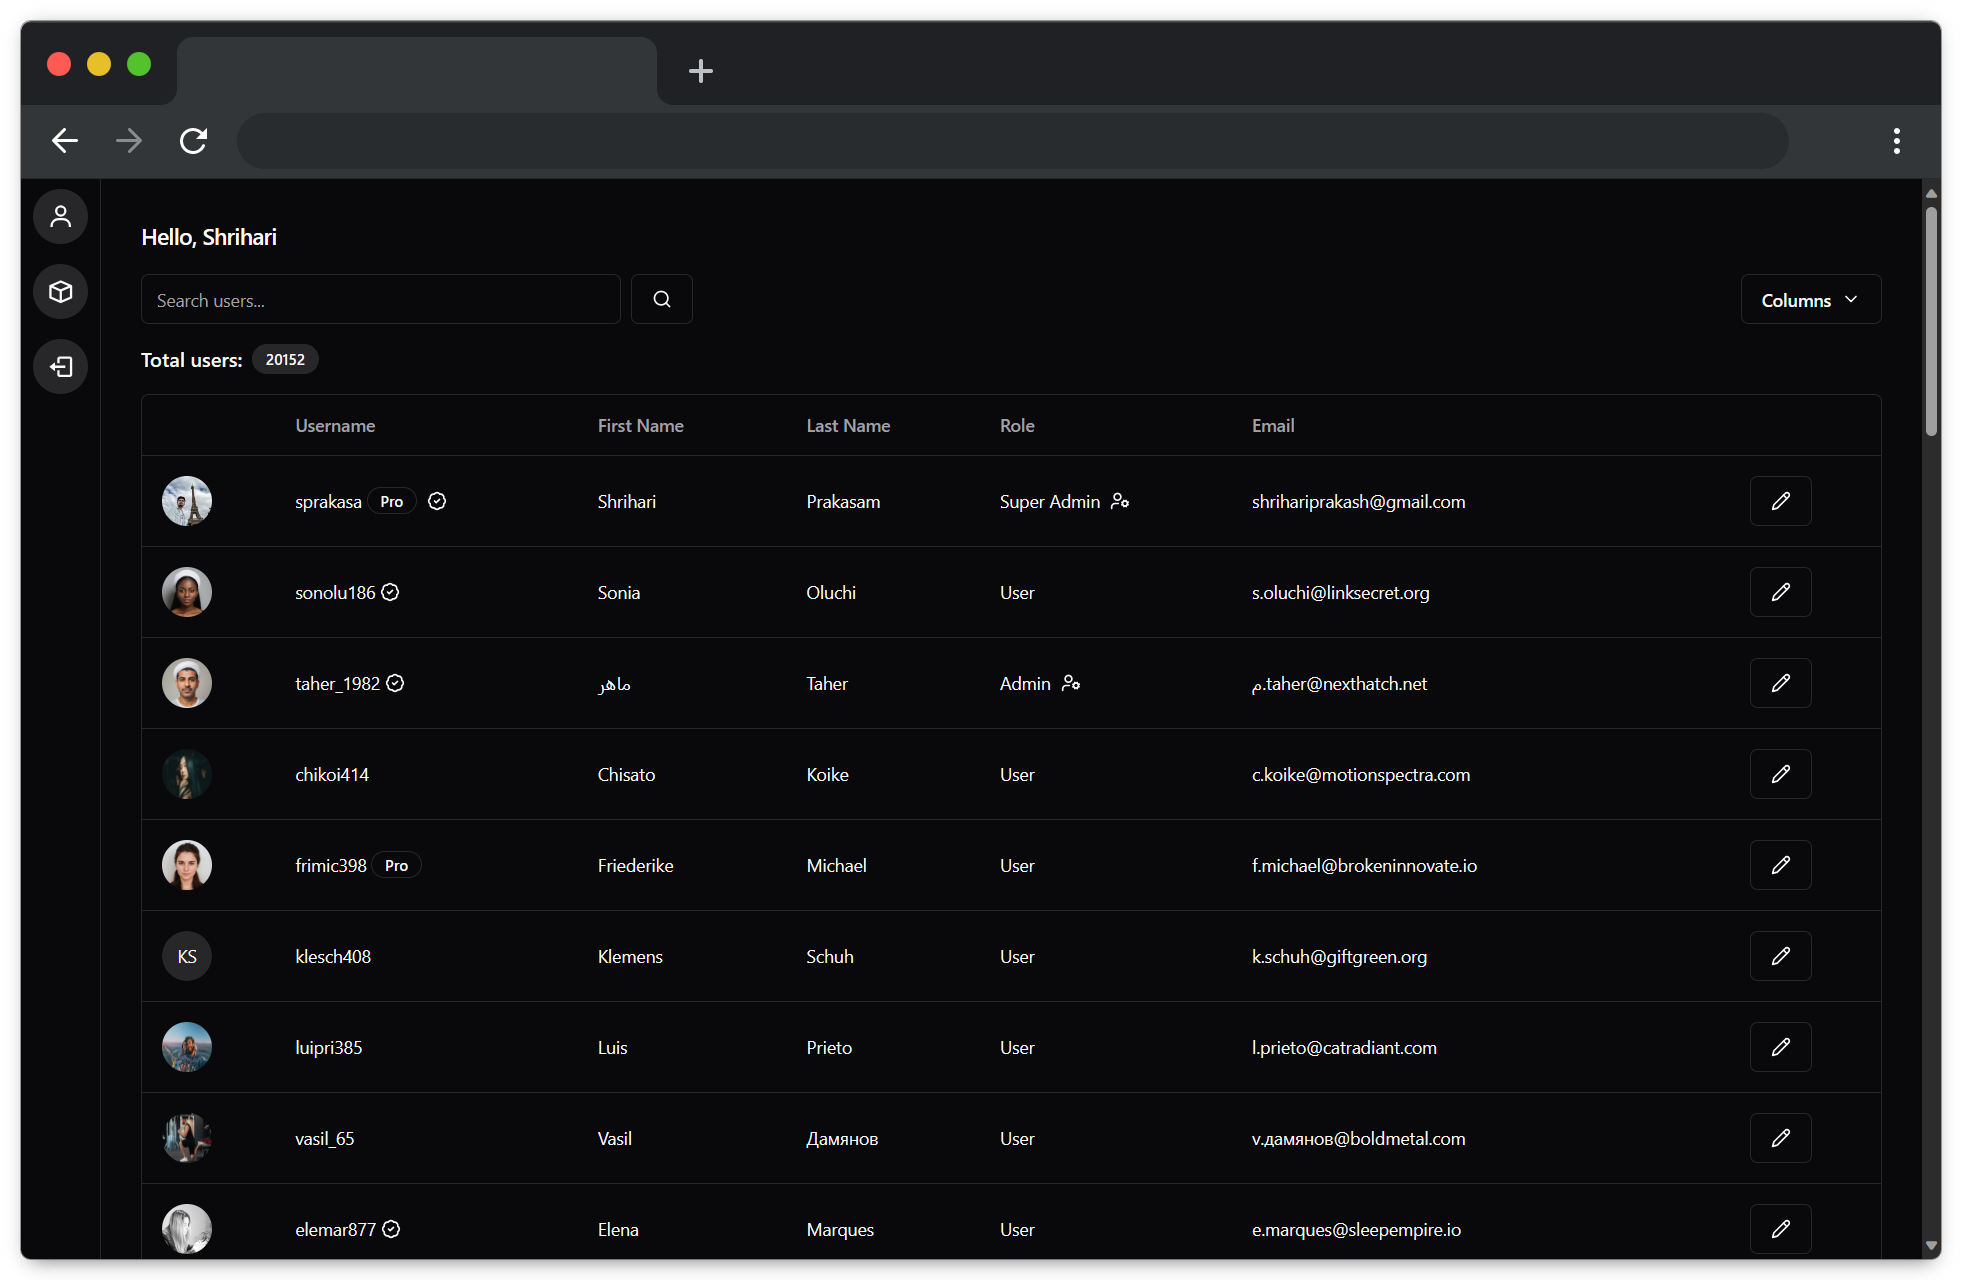 Hello, Shrihari
Search users...
Columns
Total users: 20152
Username First Name Last Name Role Email
sprakasa Pro Shrihari Prakasam Super Admin shrihariprakash@gmail.com
sonolu186 Sonia Oluchi User s.oluchi@linksecret.org
taher_1982 ماهر Taher Admin م.taher@nexthatch.net
chikoi414 Chisato Koike User c.koike@motionspectra.com
frimic398 Pro Friederike Michael User f.michael@brokeninnovate.io
KS klesch408 Klemens Schuh User k.schuh@giftgreen.org
luipri385 Luis Prieto User l.prieto@catradiant.com
vasil_65 Vasil Дамянов User v.дамянов@boldmetal.com
elemar877 Elena Marques User e.marques@sleepempire.io